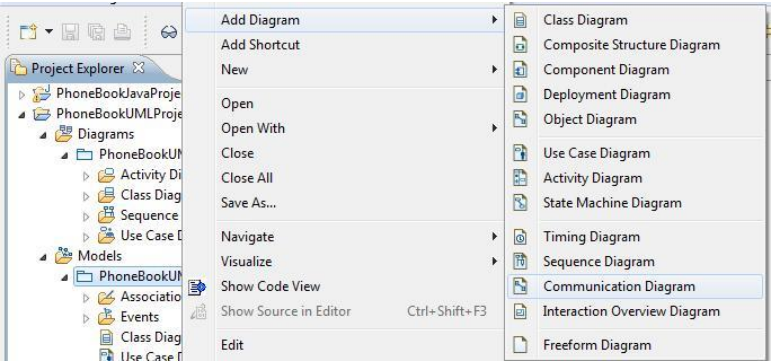 Project Explorer
PhoneBookJavaProje
PhoneBookUMLProje
Diagrams
PhoneBookUM
Activity Di
Class Diag
Sequence
Use Case D
Models
PhoneBookUM
Associatio
Events
Class Diag
Use Case D
Add Diagram
Add Shortcut
New
Open
Open With
Close
Close All
Save As...
Navigate
Visualize
Show Code View
Show Source in Editor Ctrl+Shift+F3
Edit
Class Diagram
Composite Structure Diagram
Component Diagram
Deployment Diagram
Object Diagram
Use Case Diagram
Activity Diagram
State Machine Diagram
Timing Diagram
Sequence Diagram
Communication Diagram
Interaction Overview Diagram
Freeform Diagram